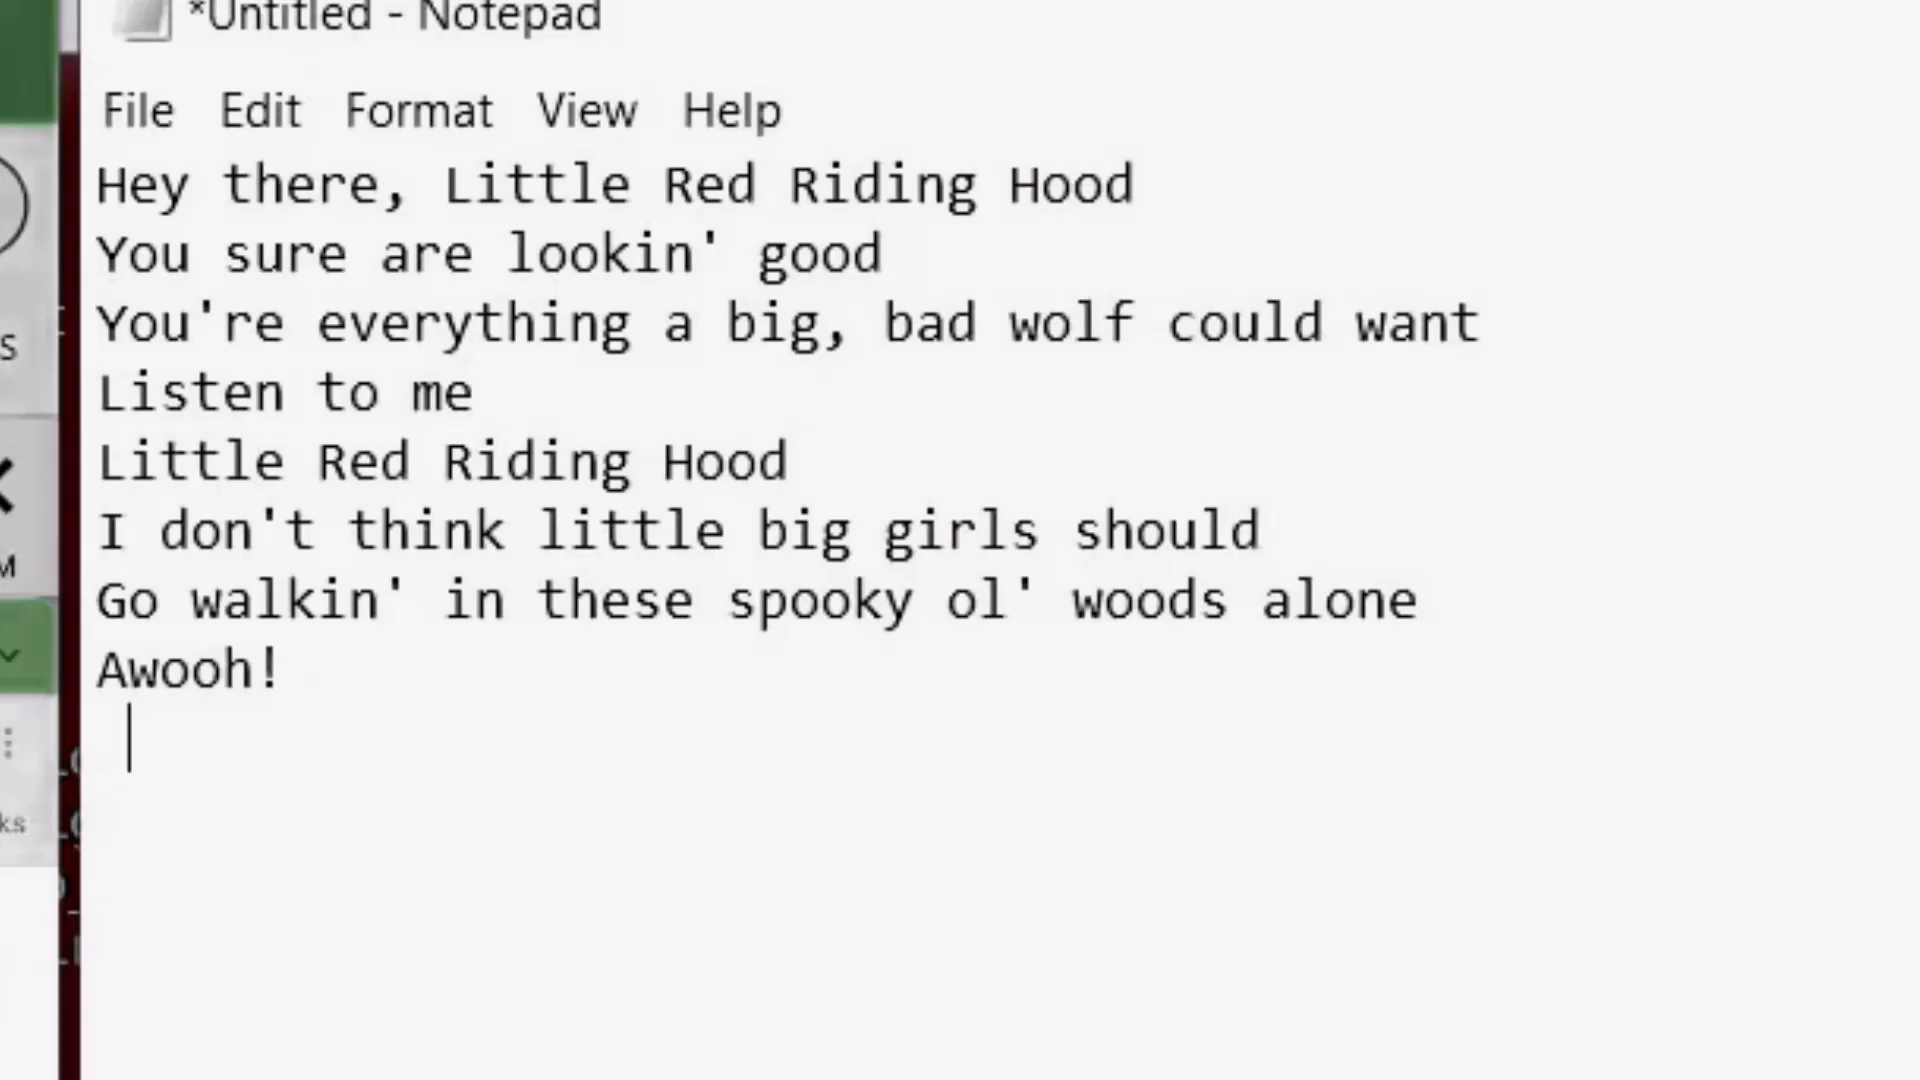 *Untitled - Notepad
File Edit Format View Help
Hey there, Little Red Riding Hood
You sure are lookin' good
You're everything a big, bad wolf could want
Listen to me
Little Red Riding Hood
I don't think little big girls should
Go walkin' in these spooky ol' woods alone
Awooh!
S
M
ks